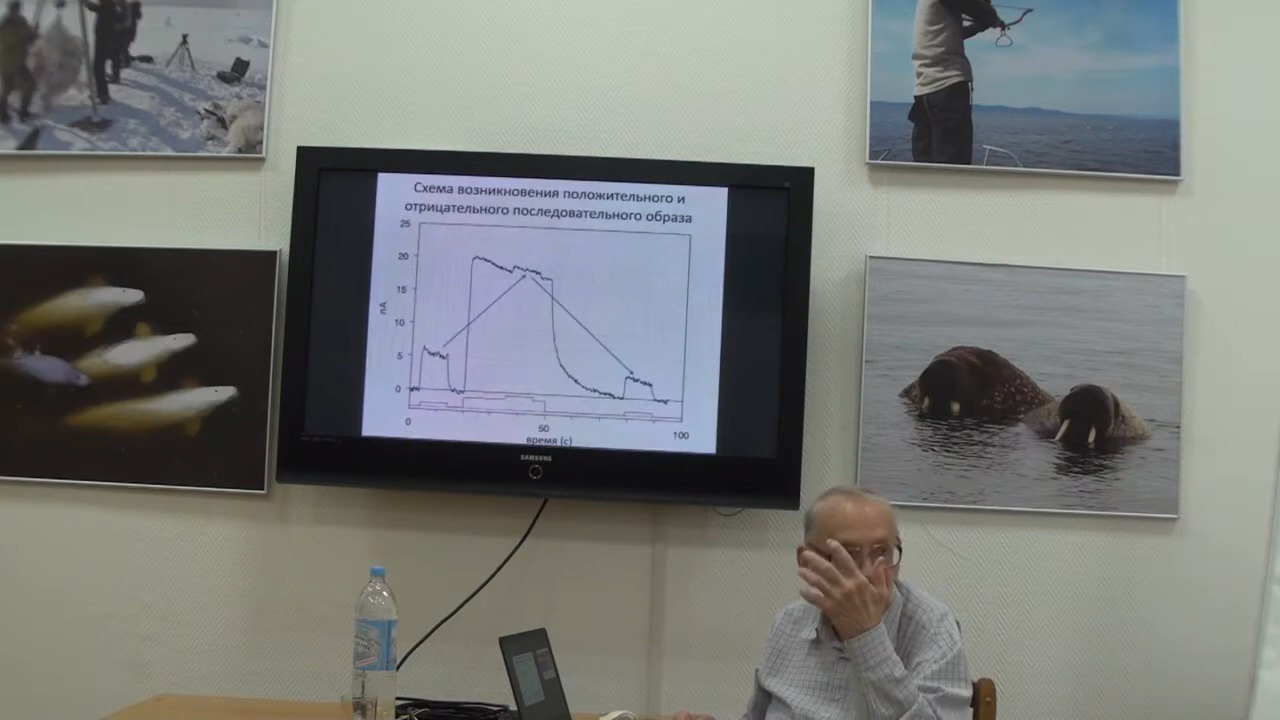 Схема возникновения положительного и
отрицательного последовательного образа
25
20
15
10
5
0
пА
0
50
100
время (с)
SAMSUNG